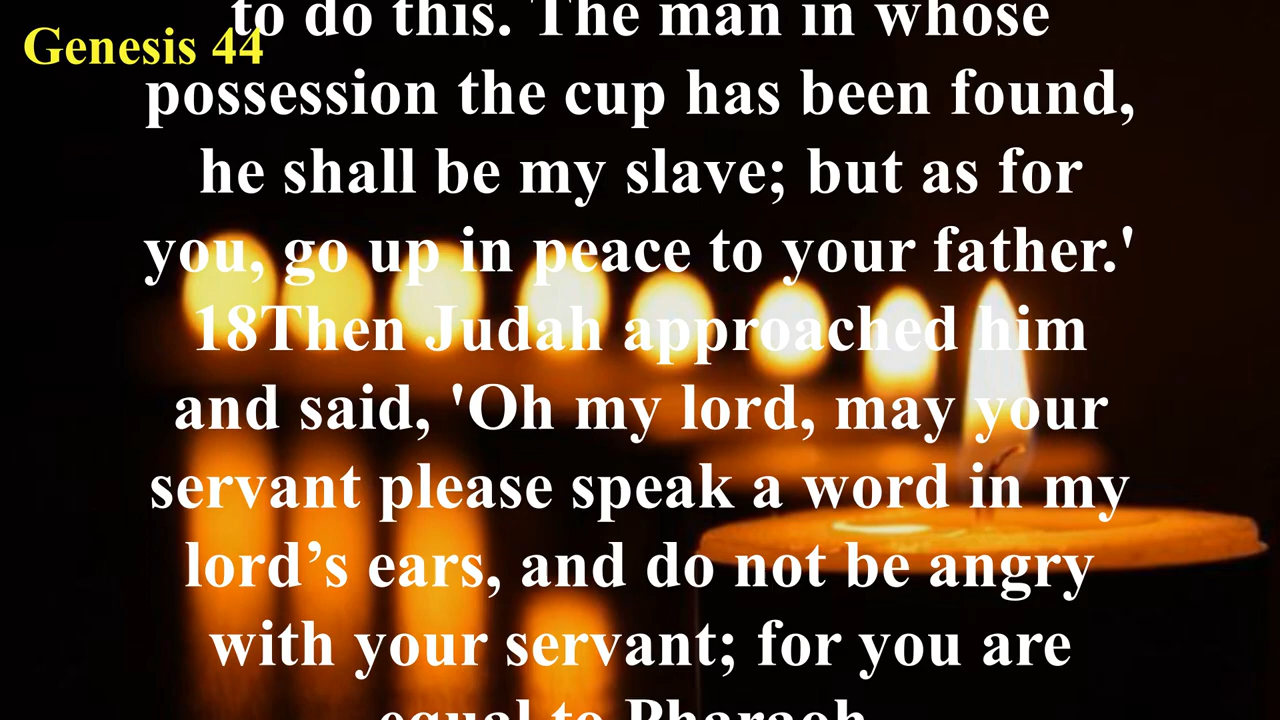 Genesis 44
to do this. The man in whose
possession the cup has been found,
he shall be my slave; but as for
you, go up in peace to your father.'
18Then Judah approached him
and said, 'Oh my lord, may your
servant please speak a word in my
lord’s ears, and do not be angry
with your servant; for you are
equal to Pharaoh.